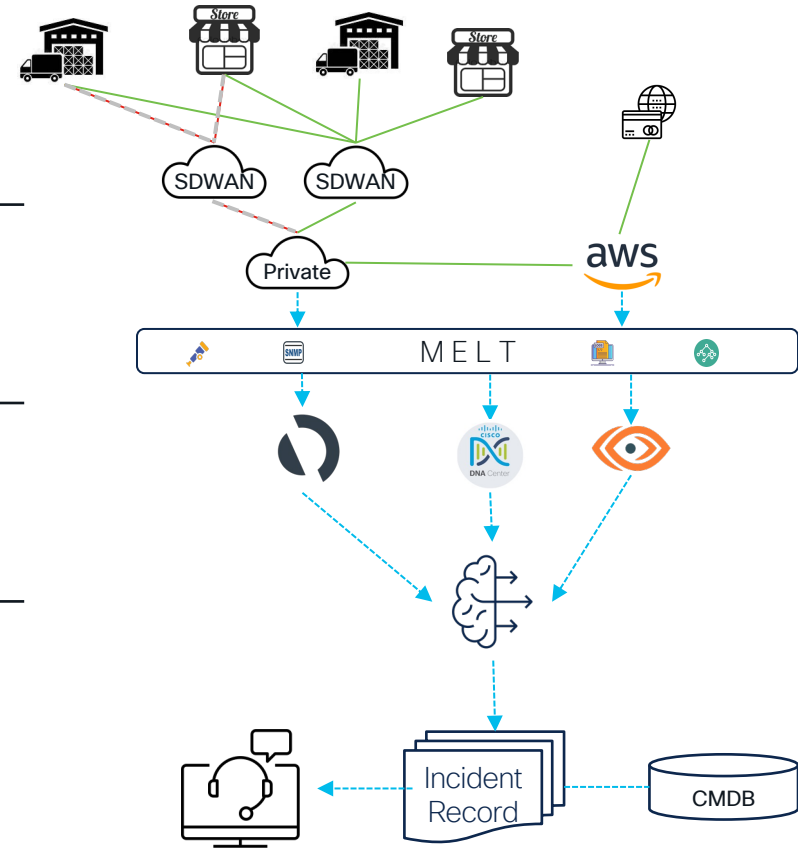 Store
Store
SDWAN
SDWAN
Private
aws
SNMP
MELT
CISCO
DNA Center
Incident
Record
CMDB